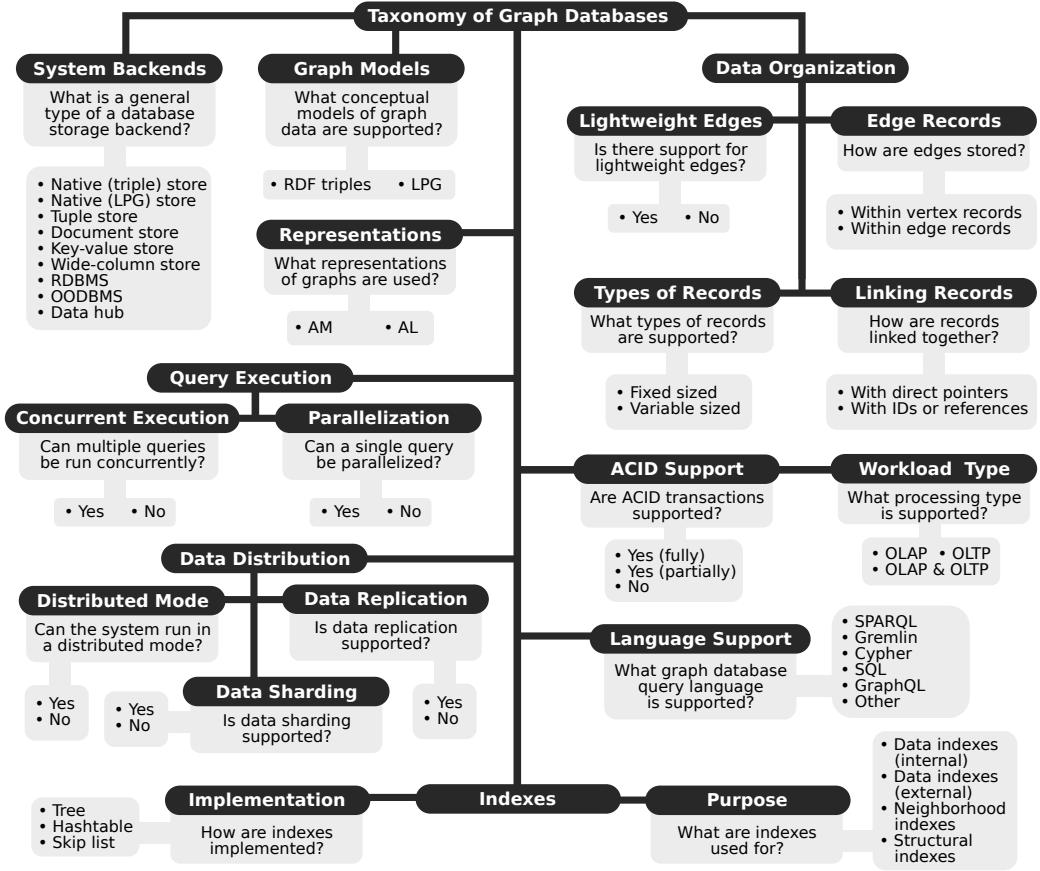 Taxonomy of Graph Databases
System Backends
What is a general
type of a database
storage backend?
• Native (triple) store
• Native (LPG) store
• Tuple store
• Document store
• Key-value store
• Wide-column store
• RDBMS
• OODBMS
• Data hub
Graph Models
What conceptual
models of graph
data are supported?
• RDF triples • LPG
Representations
What representations
of graphs are used?
• AM • AL
Data Organization
Lightweight Edges
Is there support for
lightweight edges?
• Yes • No
Edge Records
How are edges stored?
• Within vertex records
• Within edge records
Types of Records
What types of records
are supported?
• Fixed sized
• Variable sized
Linking Records
How are records
linked together?
• With direct pointers
• With IDs or references
Query Execution
Concurrent Execution
Can multiple queries
be run concurrently?
• Yes • No
Parallelization
Can a single query
be parallelized?
• Yes • No
ACID Support
Are ACID transactions
supported?
• Yes (fully)
• Yes (partially)
• No
Workload Type
What processing type
is supported?
• OLAP • OLTP
• OLAP & OLTP
Data Distribution
Distributed Mode
Can the system run in
a distributed mode?
• Yes
• No
Data Replication
Is data replication
supported?
• Yes
• No
Data Sharding
Is data sharding
supported?
• Yes
• No
Language Support
What graph database
query language
is supported?
• SPARQL
• Gremlin
• Cypher
• SQL
• GraphQL
• Other
Indexes
Implementation
How are indexes
implemented?
• Tree
• Hashtable
• Skip list
Purpose
What are indexes
used for?
• Data indexes
(internal)
• Data indexes
(external)
• Neighborhood
indexes
• Structural
indexes